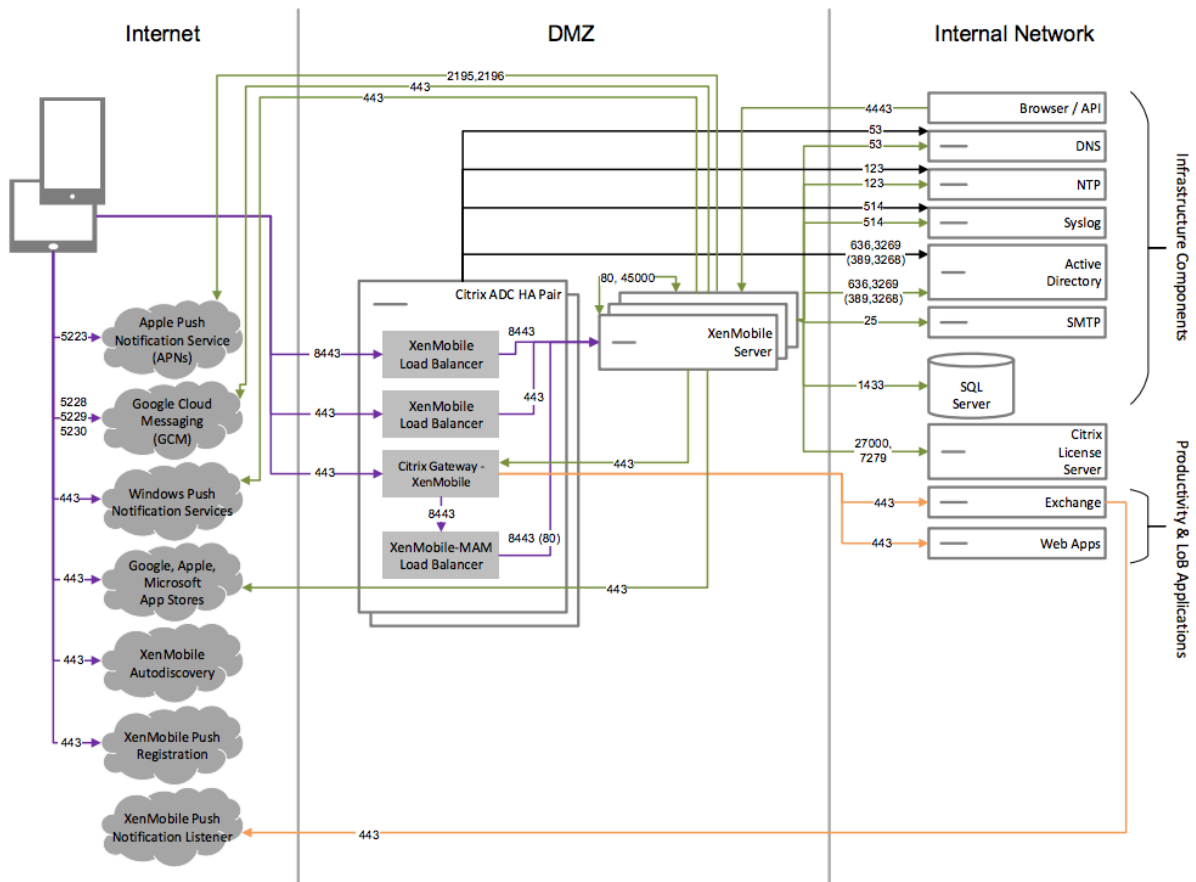 Internet
DMZ
Internal Network
2195,2196
443
443
4443
Browser / API
53
53
DNS
123
123
NTP
514
514
Syslog
636,3269
(389,3268)
636,3269
(389,3268)
Active
Directory
25
SMTP
1433
SQL
Server
27000,
7279
Citrix
License
Server
443
Exchange
443
Web Apps
Infrastructure Components
Productivity & LoB Applications
80, 45000
Citrix ADC HA Pair
XenMobile
Server
8443
XenMobile
Load Balancer
8443
443
XenMobile
Load Balancer
443
443
Citrix Gateway -
XenMobile
443
8443
XenMobile-MAM
Load Balancer
8443 (80)
443
5223
Apple Push
Notification Service
(APNs)
5228
5229
5230
Google Cloud
Messaging
(GCM)
443
Windows Push
Notification Services
443
Google, Apple,
Microsoft
App Stores
443
XenMobile
Autodiscovery
443
XenMobile Push
Registration
XenMobile Push
Notification Listener
443